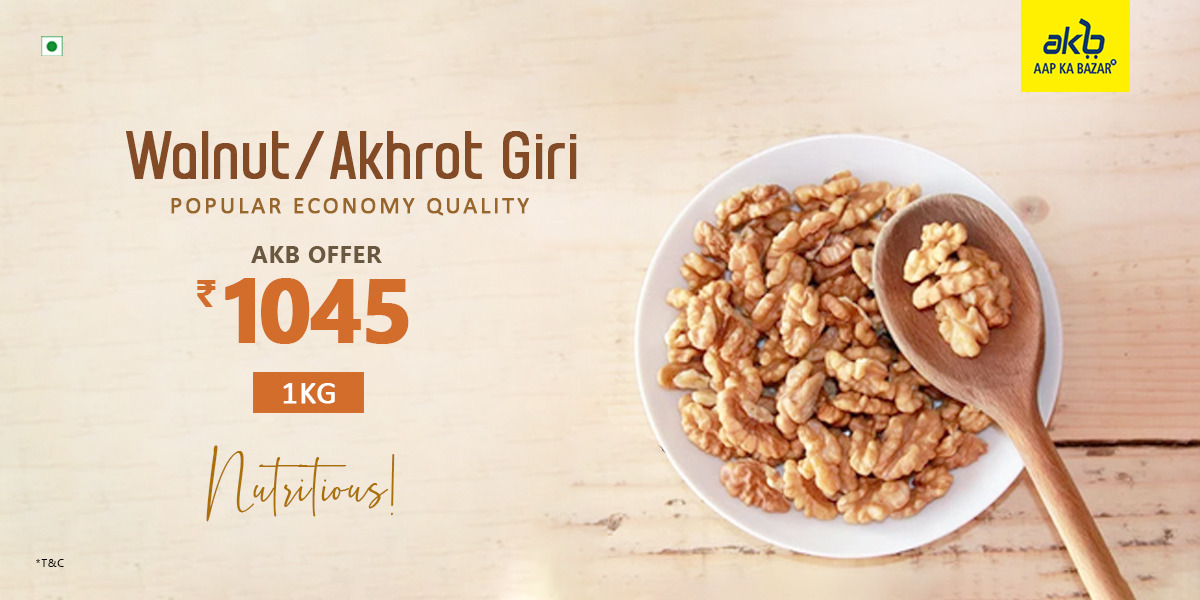 akb
AAP KA BAZAR
Walnut/Akhrot Giri
POPULAR ECONOMY QUALITY
AKB OFFER
₹1045
1KG
Nutritious!
*T&C